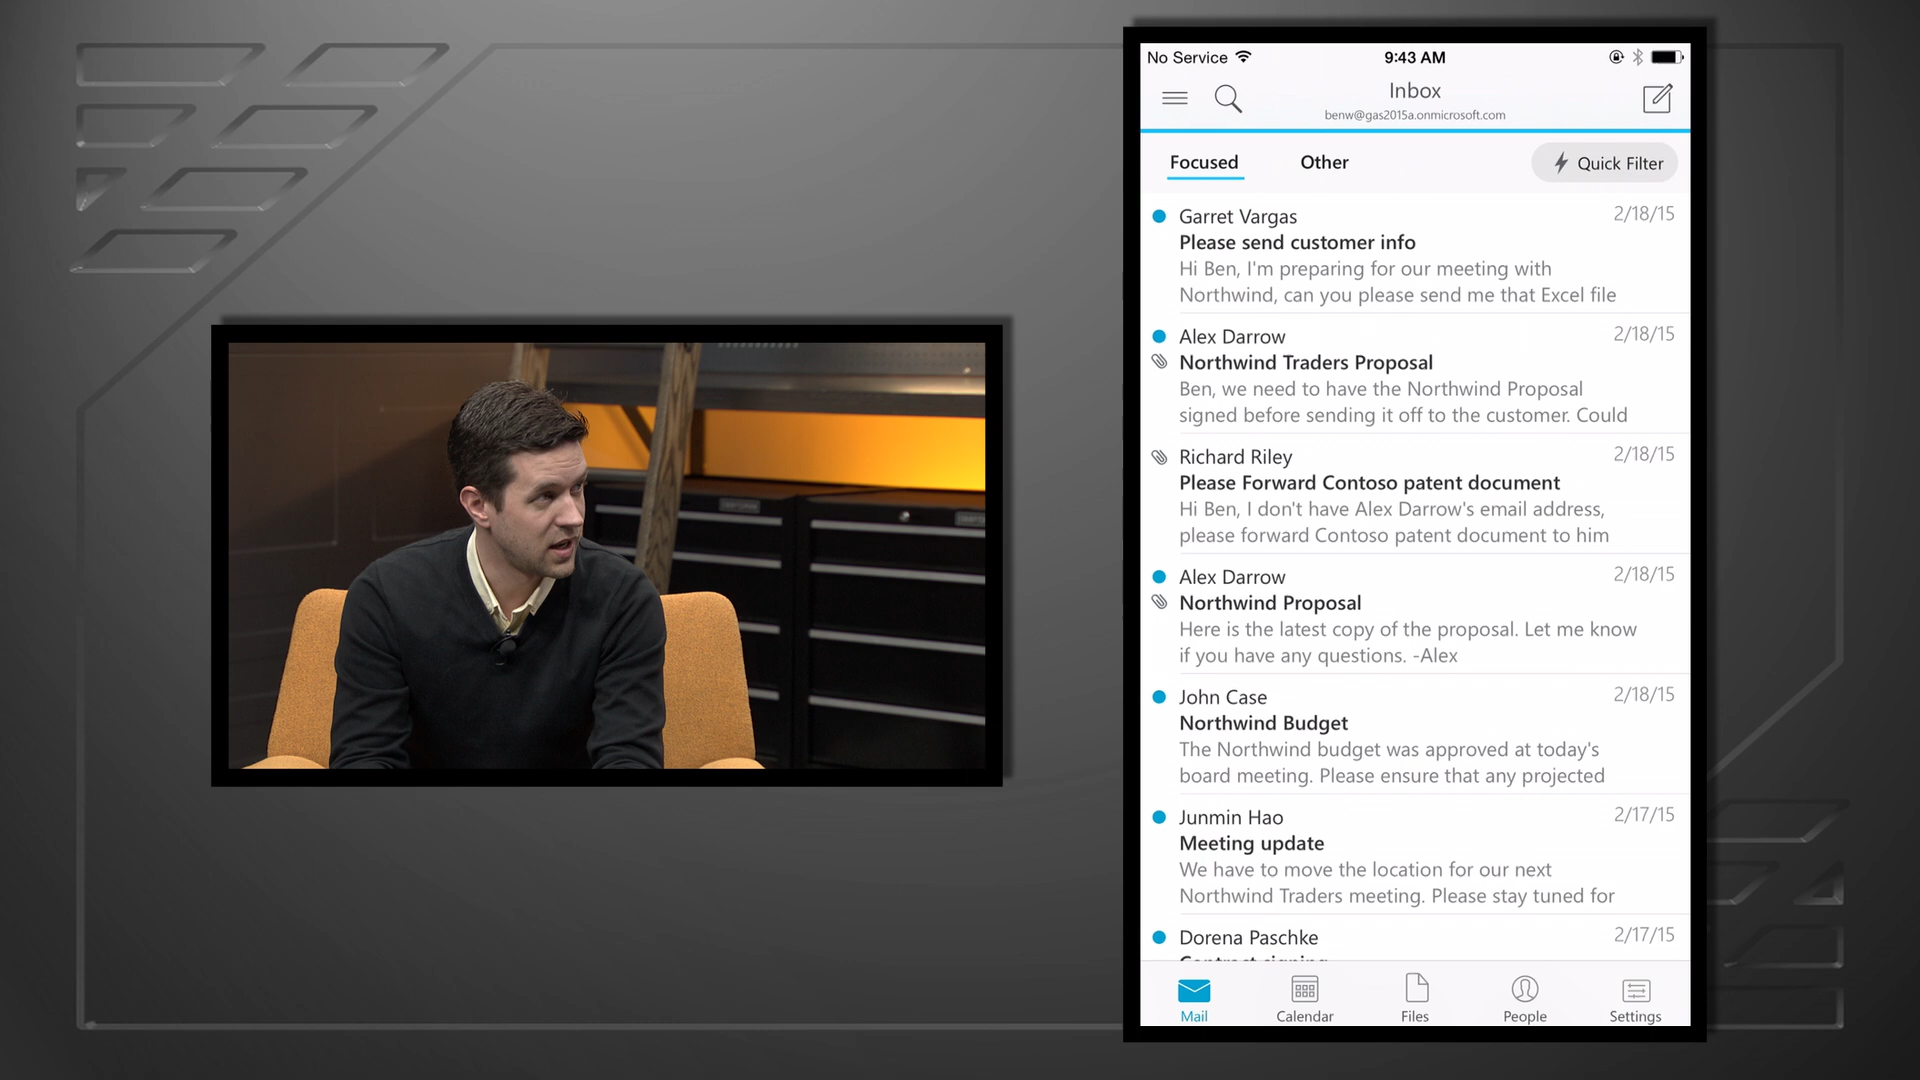 No Service
9:43 AM
Inbox
benw@gas2015a.onmicrosoft.com
Focused
Other
Quick Filter
Garret Vargas
2/18/15
Please send customer info
Hi Ben, I'm preparing for our meeting with
Northwind, can you please send me that Excel file
Alex Darrow
2/18/15
Northwind Traders Proposal
Ben, we need to have the Northwind Proposal
signed before sending it off to the customer. Could
Richard Riley
2/18/15
Please Forward Contoso patent document
Hi Ben, I don't have Alex Darrow's email address,
please forward Contoso patent document to him
Alex Darrow
2/18/15
Northwind Proposal
Here is the latest copy of the proposal. Let me know
if you have any questions. -Alex
John Case
2/18/15
Northwind Budget
The Northwind budget was approved at today's
board meeting. Please ensure that any projected
Junmin Hao
2/17/15
Meeting update
We have to move the location for our next
Northwind Traders meeting. Please stay tuned for
Dorena Paschke
2/17/15
Contract signing
Mail
Calendar
Files
People
Settings